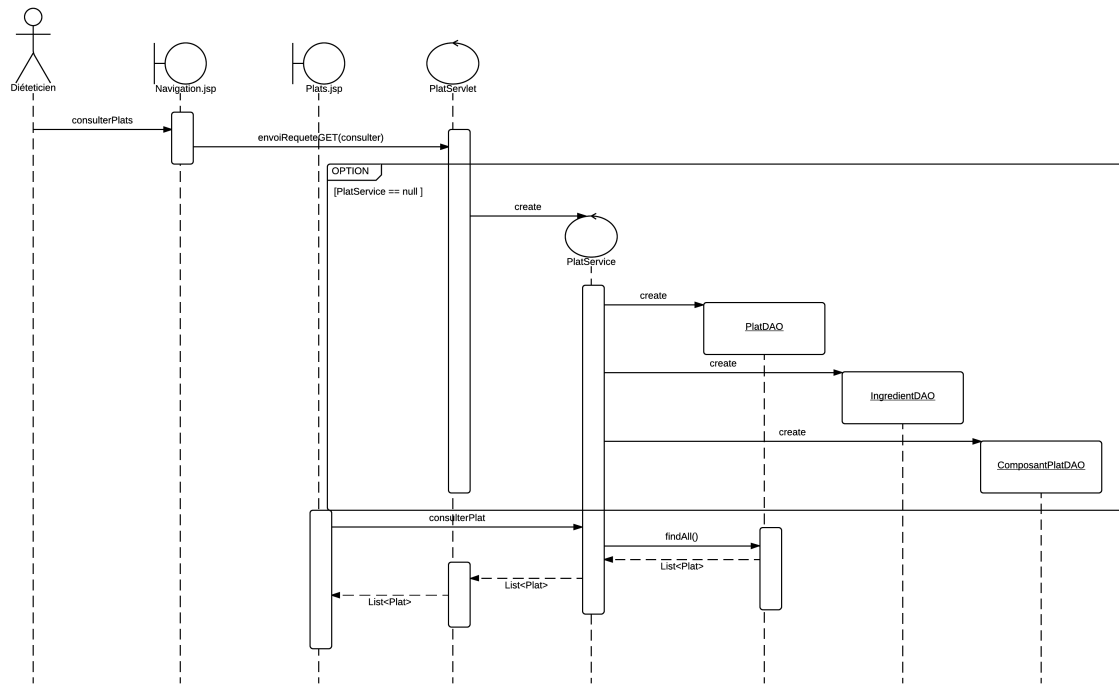 Diéteticien
Navigation.jsp
Plats.jsp
PlatServlet
consulterPlats
envoiRequeteGET(consulter)
OPTION
[PlatService == null ]
create
PlatService
create
PlatDAO
create
IngredientDAO
create
ComposantPlatDAO
consulterPlat
findAll()
List<Plat>
List<Plat>
List<Plat>